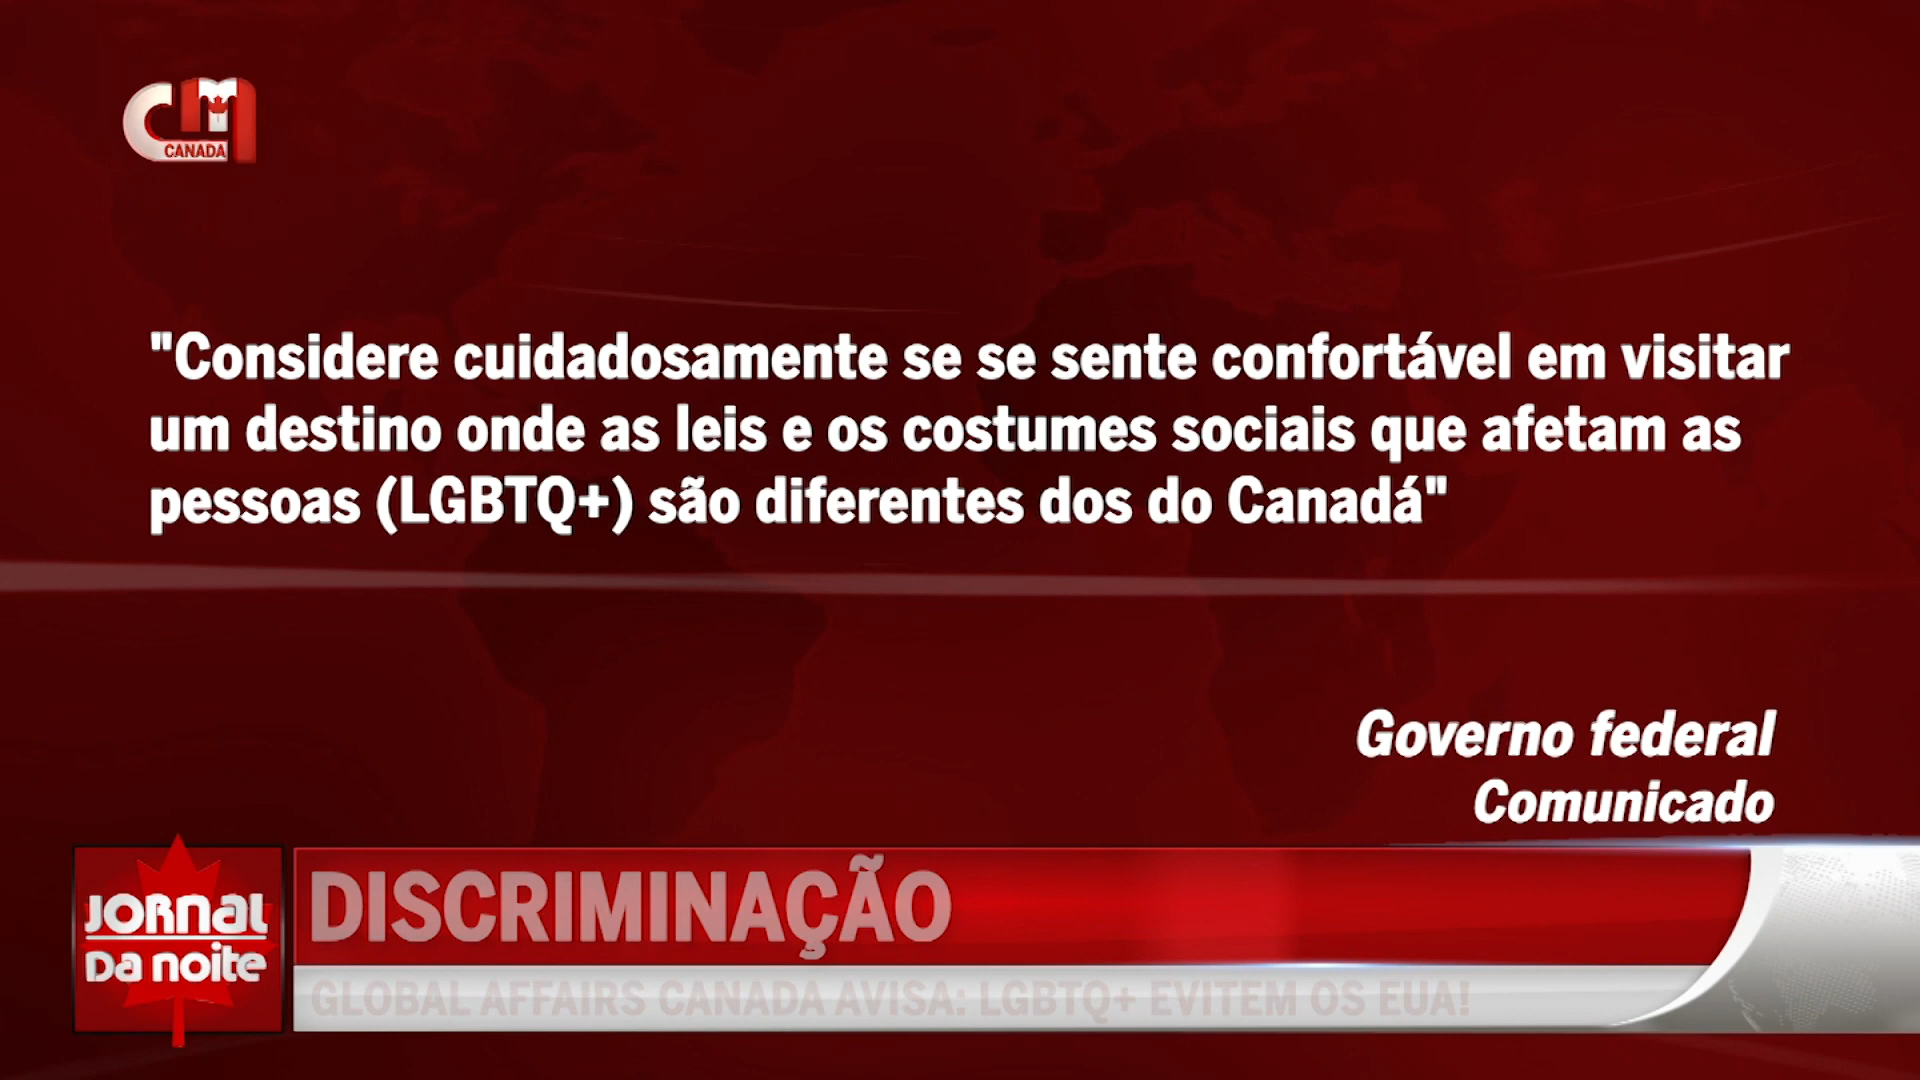 CM
CANADA
"Considere cuidadosamente se se sente confortável em visitar
um destino onde as leis e os costumes sociais que afetam as
pessoas (LGBTQ+) são diferentes dos do Canadá"
Governo federal
Comunicado
JORNAL
DA NOITE
DISCRIMINAÇÃO
GLOBAL AFFAIRS CANADA AVISA: LGBTQ+ EVITEM OS EUA!